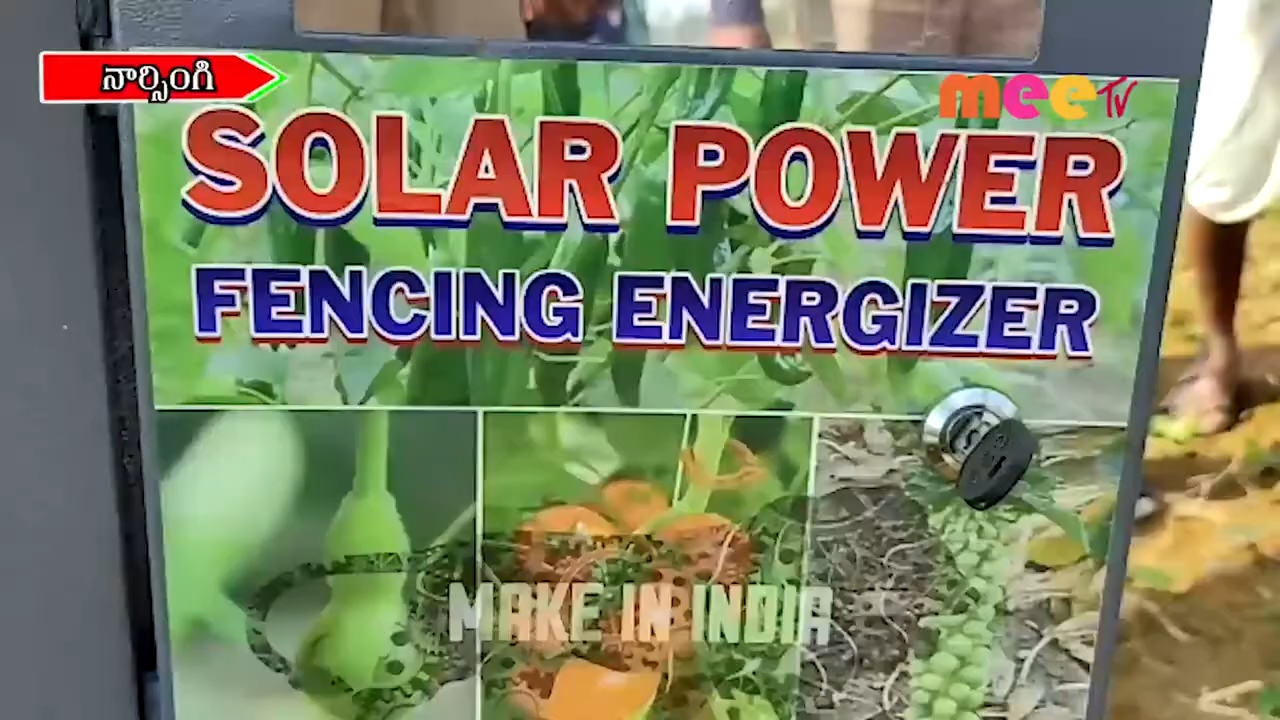 నార్సింగి
meeTV
SOLAR POWER
FENCING ENERGIZER
MAKE IN INDIA